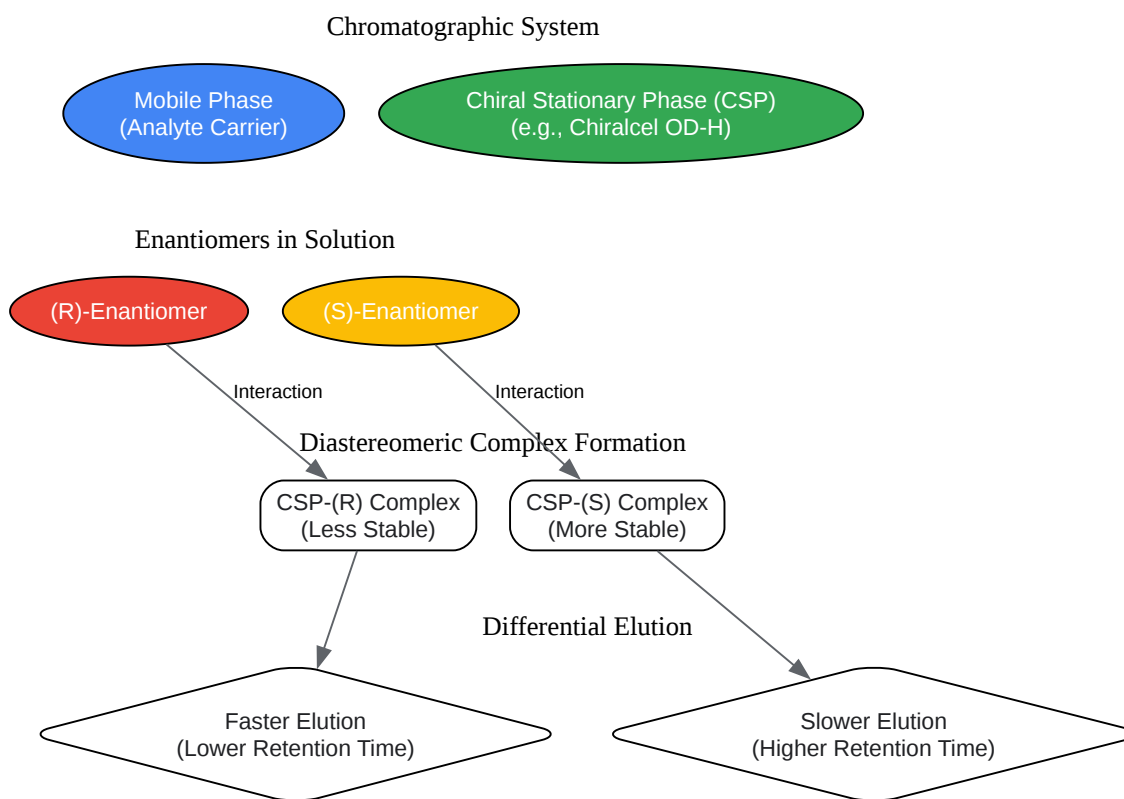 Chromatographic System
Mobile Phase
(Analyte Carrier)
Chiral Stationary Phase (CSP)
(e.g., Chiralcel OD-H)
Enantiomers in Solution
(R)-Enantiomer
(S)-Enantiomer
Interaction
Interaction
Diastereomeric Complex Formation
CSP-(R) Complex
(Less Stable)
CSP-(S) Complex
(More Stable)
Differential Elution
Faster Elution
(Lower Retention Time)
Slower Elution
(Higher Retention Time)